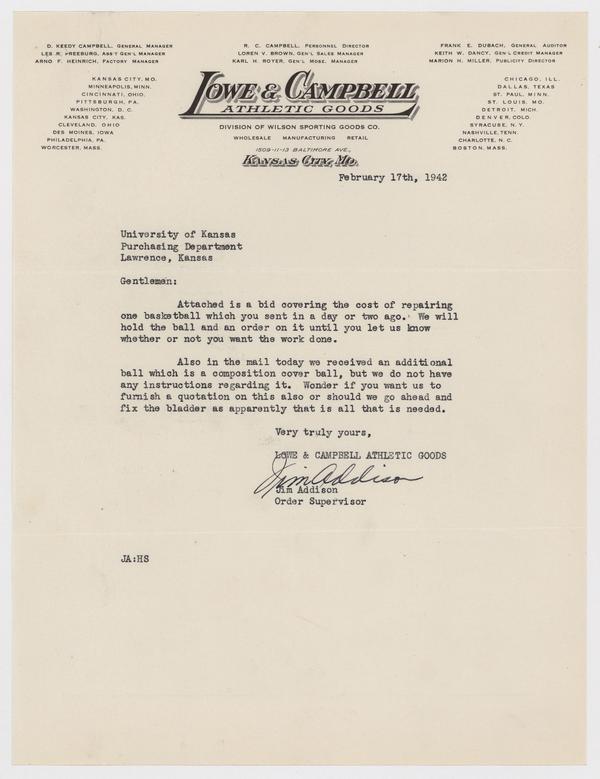 D. KEEDY CAMPBELL, GENERAL MANAGER
LES R. FREEBURG, ASS'T GEN'L MANAGER
ARNO F. HEINRICH, FACTORY MANAGER
R. C. CAMPBELL, PERSONNEL DIRECTOR
LOREN V. BROWN, GEN'L SALES MANAGER
KARL H. ROYER, GEN'L MDSE. MANAGER
FRANK E. DUBACH, GENERAL AUDITOR
KEITH W. DANCY, GEN'L CREDIT MANAGER
MARION H. MILLER, PUBLICITY DIRECTOR
KANSAS CITY, MO.
MINNEAPOLIS, MINN.
CINCINNATI, OHIO.
PITTSBURGH, PA.
WASHINGTON, D. C.
KANSAS CITY, KAS.
CLEVELAND, OHIO
DES MOINES, IOWA
PHILADELPHIA, PA.
WORCESTER, MASS.
LOWE & CAMPBELL
ATHLETIC GOODS
DIVISION OF WILSON SPORTING GOODS CO.
WHOLESALE MANUFACTURING RETAIL
1509-11-13 BALTIMORE AVE.,
KANSAS CITY, MO.
CHICAGO, ILL.
DALLAS, TEXAS
ST. PAUL, MINN.
ST. LOUIS, MO.
DETROIT, MICH.
DENVER, COLO.
SYRACUSE, N. Y.
NASHVILLE, TENN.
CHARLOTTE, N. C.
BOSTON, MASS.
February 17th, 1942
University of Kansas
Purchasing Department
Lawrence, Kansas
Gentlemen:
Attached is a bid covering the cost of repairing
one basketball which you sent in a day or two ago. We will
hold the ball and an order on it until you let us know
whether or not you want the work done.
Also in the mail today we received an additional
ball which is a composition cover ball, but we do not have
any instructions regarding it. Wonder if you want us to
furnish a quotation on this also or should we go ahead and
fix the bladder as apparently that is all that is needed.
Very truly yours,
LOWE & CAMPBELL ATHLETIC GOODS
Jim Addison
Jim Addison
Order Supervisor
JA:HS